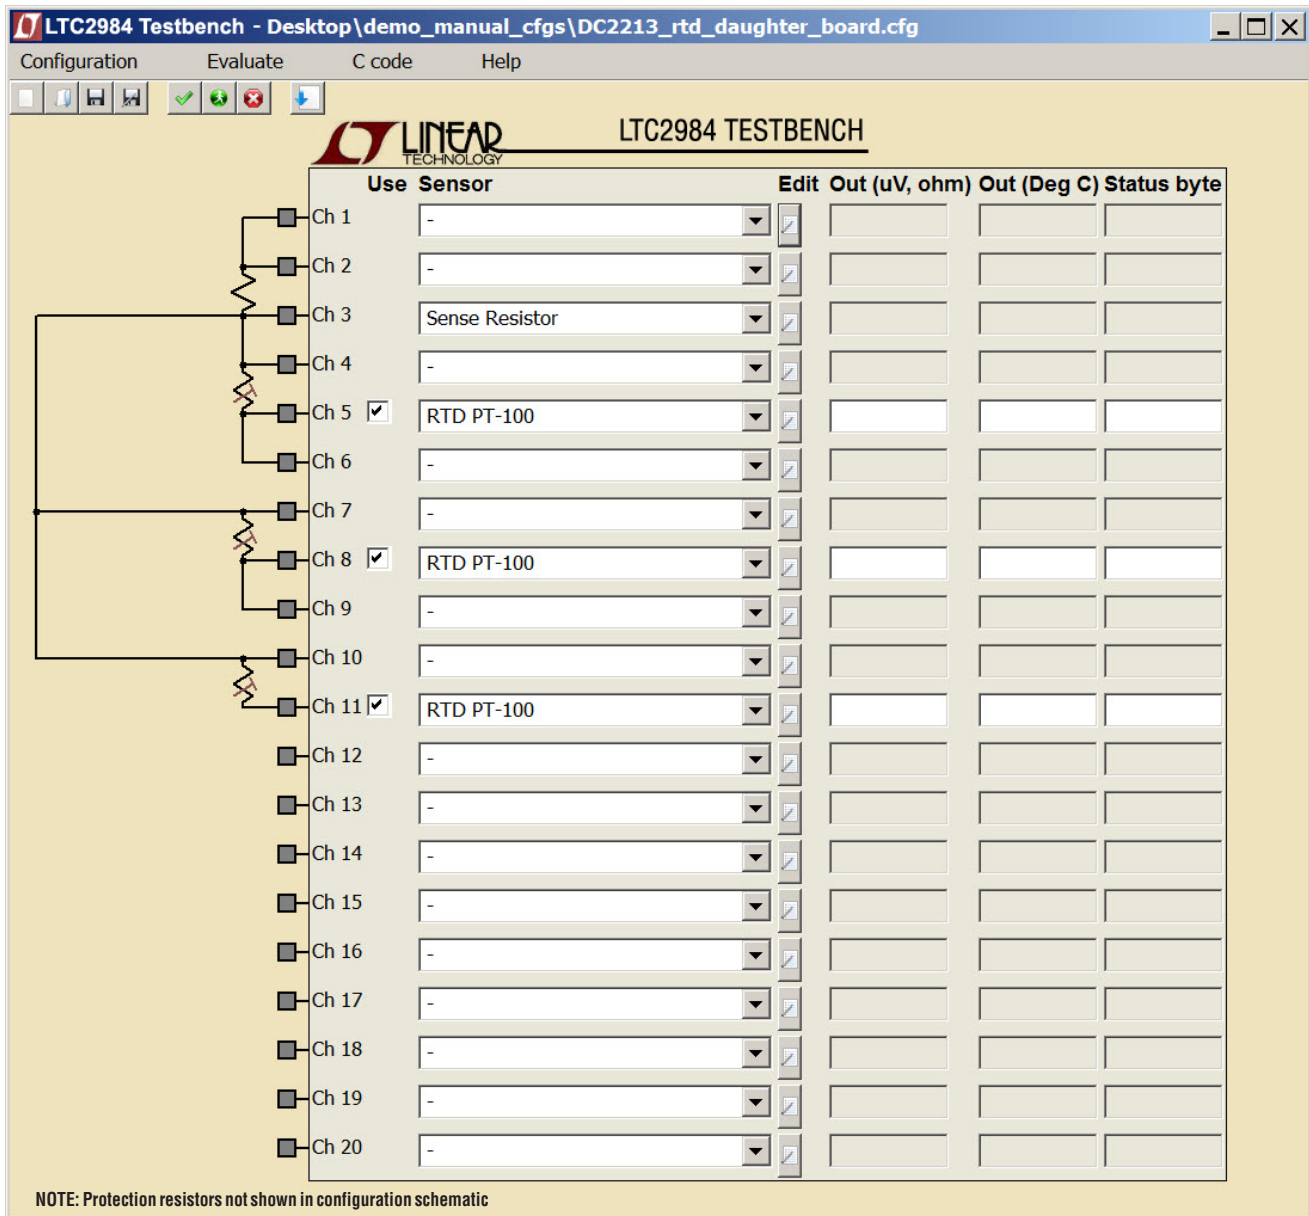 LTC2984 Testbench - Desktop\demo_manual_cfgs\DC2213_rtd_daughter_board.cfg
Configuration Evaluate C code Help
LINEAR TECHNOLOGY
LTC2984 TESTBENCH
Use Sensor Edit Out (uV, ohm) Out (Deg C) Status byte
Ch 1 -
Ch 2 -
Ch 3 Sense Resistor
Ch 4 -
Ch 5 RTD PT-100
Ch 6 -
Ch 7 -
Ch 8 RTD PT-100
Ch 9 -
Ch 10 -
Ch 11 RTD PT-100
Ch 12 -
Ch 13 -
Ch 14 -
Ch 15 -
Ch 16 -
Ch 17 -
Ch 18 -
Ch 19 -
Ch 20 -
NOTE: Protection resistors not shown in configuration schematic